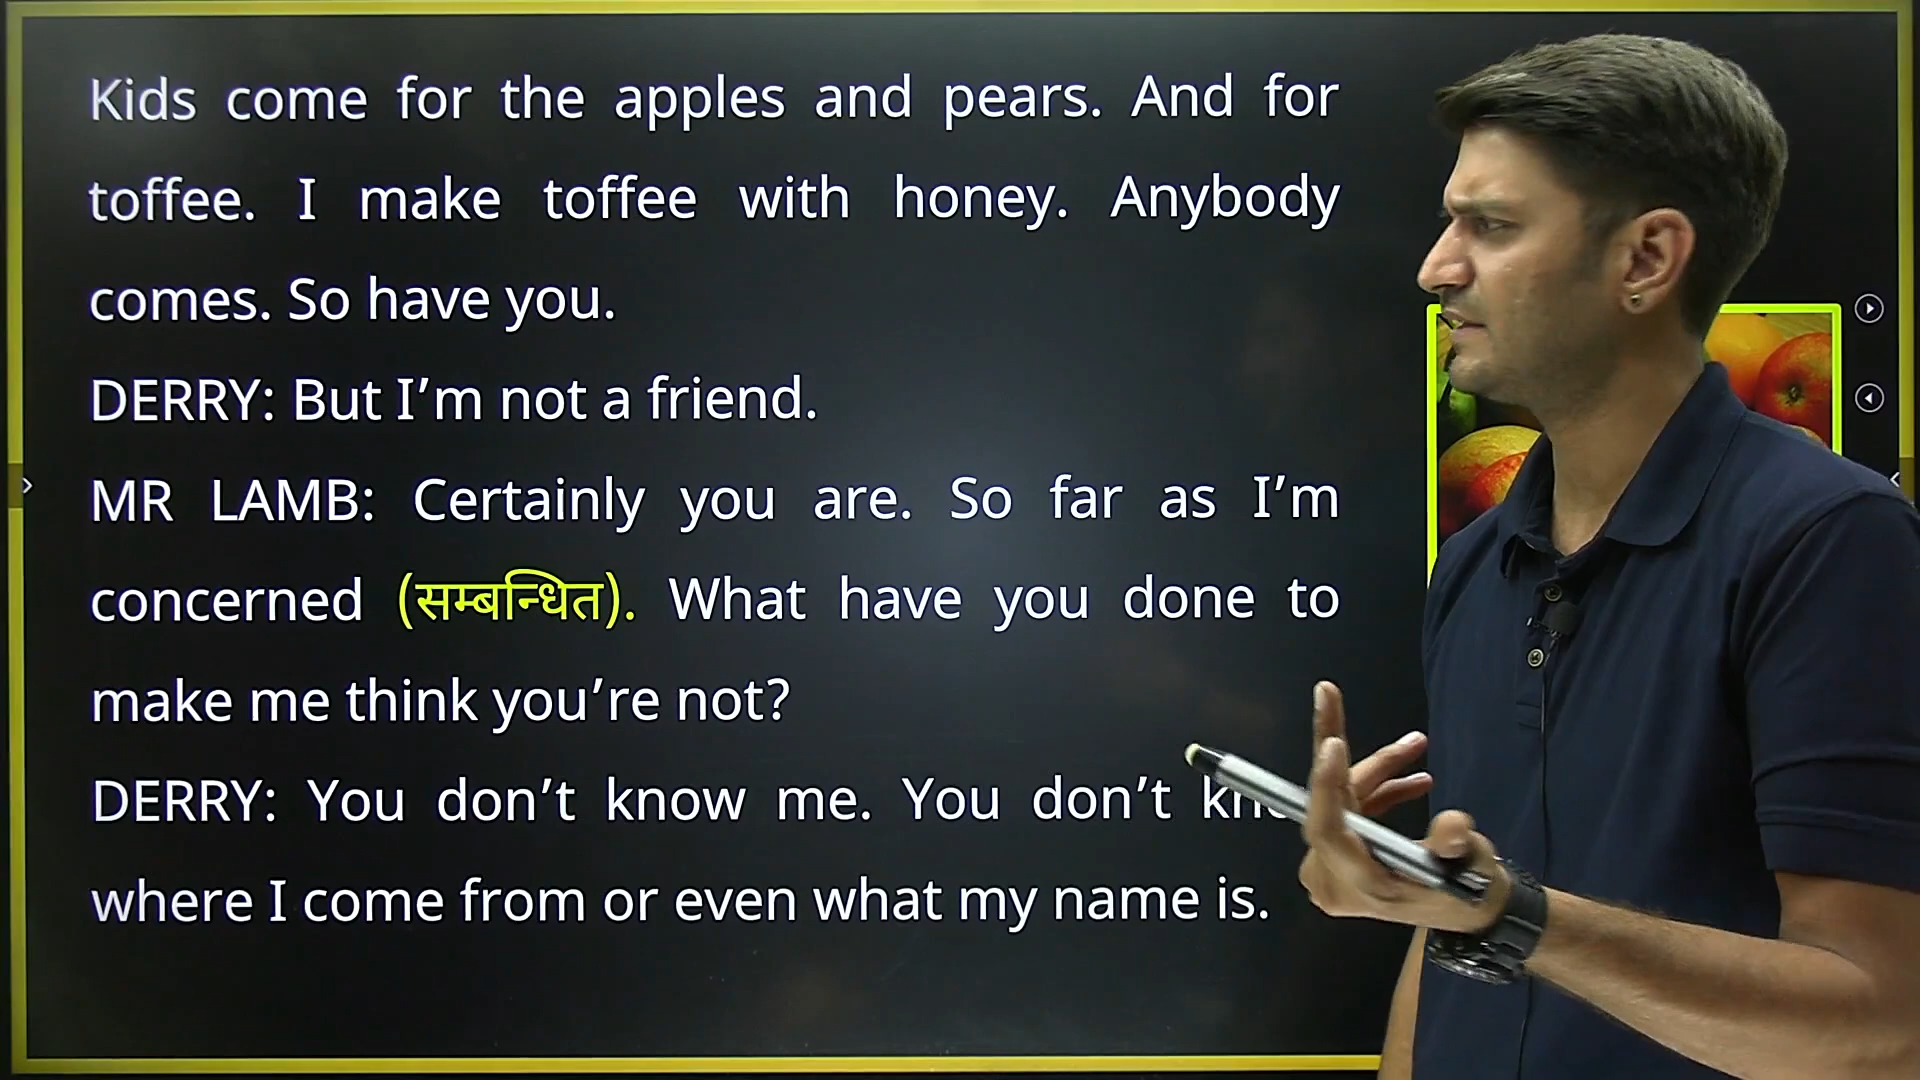 Kids come for the apples and pears. And for
toffee. I make toffee with honey. Anybody
comes. So have you.
DERRY: But I’m not a friend.
MR LAMB: Certainly you are. So far as I’m
concerned (सम्बन्धित). What have you done to
make me think you’re not?
DERRY: You don’t know me. You don’t
where I come from or even what my name is.